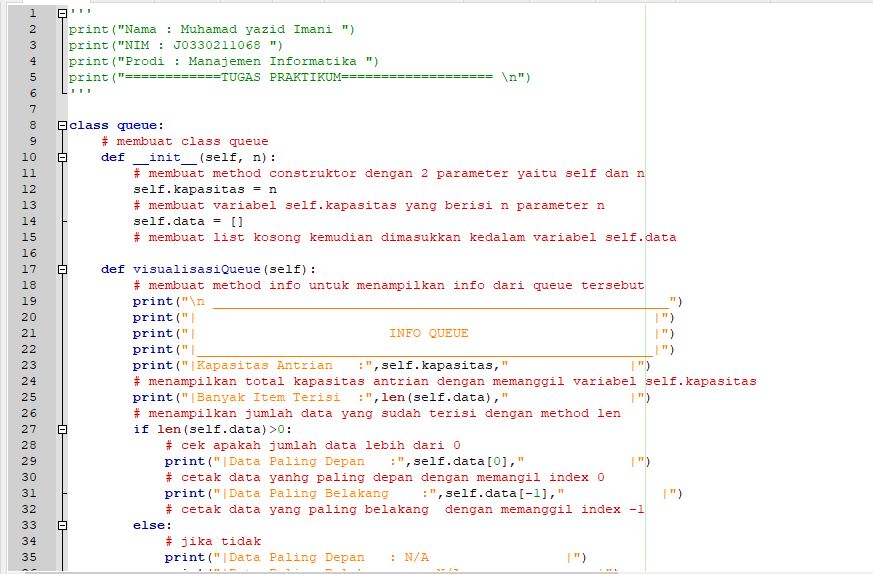 1 '''
2 print("Nama : Muhamad yazid Imani ")
3 print("NIM : J0330211068 ")
4 print("Prodi : Manajemen Informatika ")
5 print("============TUGAS PRAKTIKUM=================== \n")
6 '''
7
8 class queue:
9     # membuat class queue
10     def __init__(self, n):
11         # membuat method construktor dengan 2 parameter yaitu self dan n
12         self.kapasitas = n
13         # membuat variabel self.kapasitas yang berisi n parameter n
14         self.data = []
15         # membuat list kosong kemudian dimasukkan kedalam variabel self.data
16
17     def visualisasiQueue(self):
18         # membuat method info untuk menampilkan info dari queue tersebut
19         print("\n _________________________________________________________")
20         print("|                                                         |")
21         print("|                        INFO QUEUE                       |")
22         print("|_________________________________________________________|")
23         print("|Kapasitas Antrian   :",self.kapasitas,"               |")
24         # menampilkan total kapasitas antrian dengan memanggil variabel self.kapasitas
25         print("|Banyak Item Terisi  :",len(self.data),"               |")
26         # menampilkan jumlah data yang sudah terisi dengan method len
27         if len(self.data)>0:
28             # cek apakah jumlah data lebih dari 0
29             print("|Data Paling Depan   :",self.data[0],"             |")
30             # cetak data yanhg paling depan dengan memangil index 0
31             print("|Data Paling Belakang    :",self.data[-1],"            |")
32             # cetak data yang paling belakang  dengan memanggil index -1
33         else:
34             # jika tidak
35             print("|Data Paling Depan   : N/A                 |")